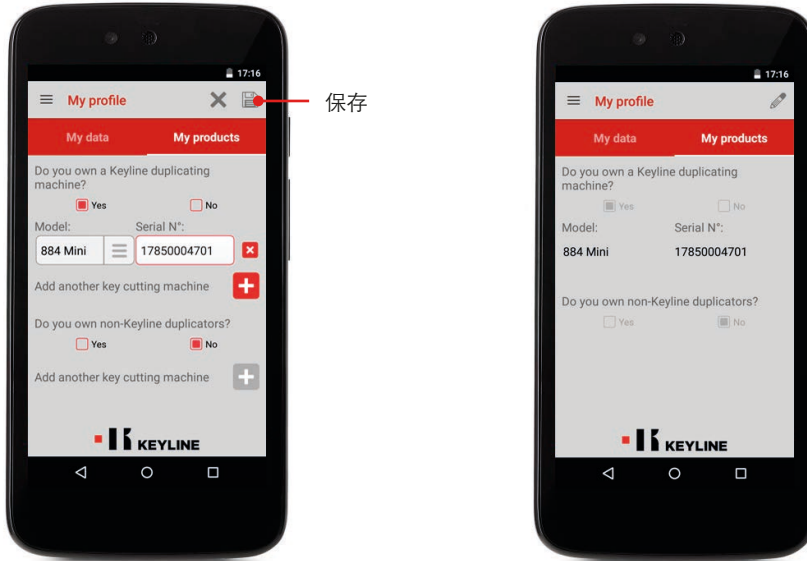 17:16
My profile
保存
My data
My products
Do you own a Keyline duplicating
machine?
Yes
No
Model:
Serial N°:
884 Mini
17850004701
Add another key cutting machine
Do you own non-Keyline duplicators?
Yes
No
Add another key cutting machine
KEYLINE
17:16
My profile
My data
My products
Do you own a Keyline duplicating
machine?
Yes
No
Model:
Serial N°:
884 Mini
17850004701
Do you own non-Keyline duplicators?
Yes
No
KEYLINE